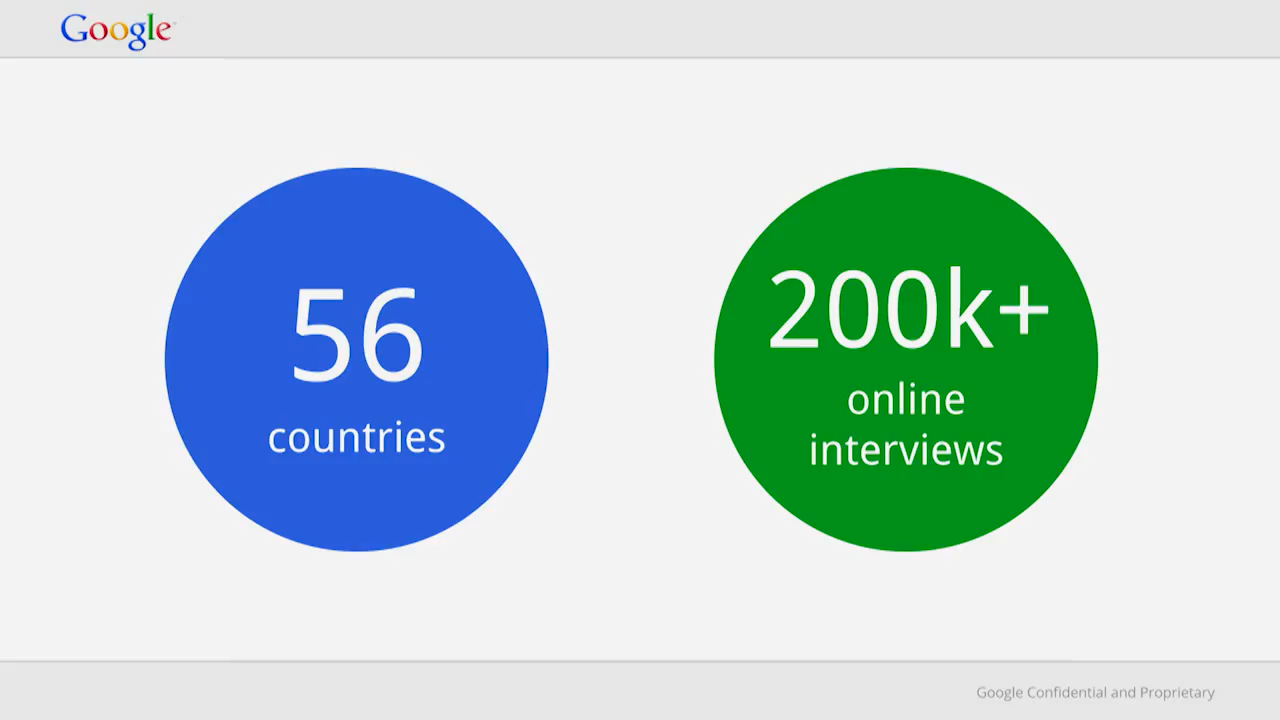 Google
56
countries
200k+
online
interviews
Google Confidential and Proprietary